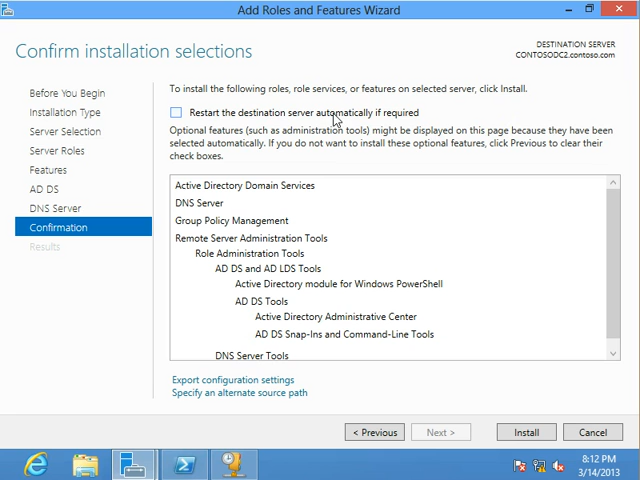 Add Roles and Features Wizard
Confirm installation selections
DESTINATION SERVER
CONTOSODC2.contoso.com
Before You Begin
Installation Type
Server Selection
Server Roles
Features
AD DS
DNS Server
Confirmation
Results
To install the following roles, role services, or features on selected server, click Install.
Restart the destination server automatically if required
Optional features (such as administration tools) might be displayed on this page because they have been
selected automatically. If you do not want to install these optional features, click Previous to clear their
check boxes.
Active Directory Domain Services
DNS Server
Group Policy Management
Remote Server Administration Tools
Role Administration Tools
AD DS and AD LDS Tools
Active Directory module for Windows PowerShell
AD DS Tools
Active Directory Administrative Center
AD DS Snap-Ins and Command-Line Tools
DNS Server Tools
Export configuration settings
Specify an alternate source path
< Previous
Next >
Install
Cancel
8:12 PM
3/14/2013